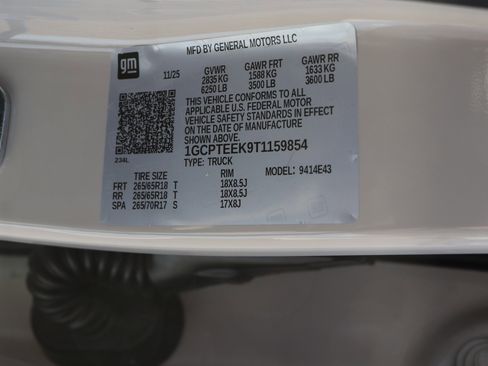 gm
MFD BY GENERAL MOTORS LLC
11/25 GVWR GAWR FRT GAWR RR
2835 KG 1588 KG 1633 KG
6250 LB 3500 LB 3600 LB
THIS VEHICLE CONFORMS TO ALL
APPLICABLE U.S. FEDERAL MOTOR
VEHICLE SAFETY STANDARDS IN EFFECT
ON THE DATE OF MANUFACTURE
SHOWN ABOVE.
234L
1GCPTEEK9T1159854
TYPE: TRUCK
TIRE SIZE RIM MODEL: 9414E43
FRT 265/65R18 T 18X8.5J
RR 265/65R18 T 18X8.5J
SPA 265/70R17 S 17X8J